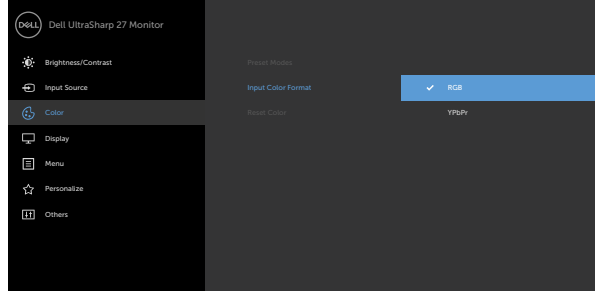 DELL Dell UltraSharp 27 Monitor
Brightness/Contrast
Preset Modes
Input Source
Input Color Format
RGB
Color
Reset Color
YPbPr
Display
Menu
Personalize
Others